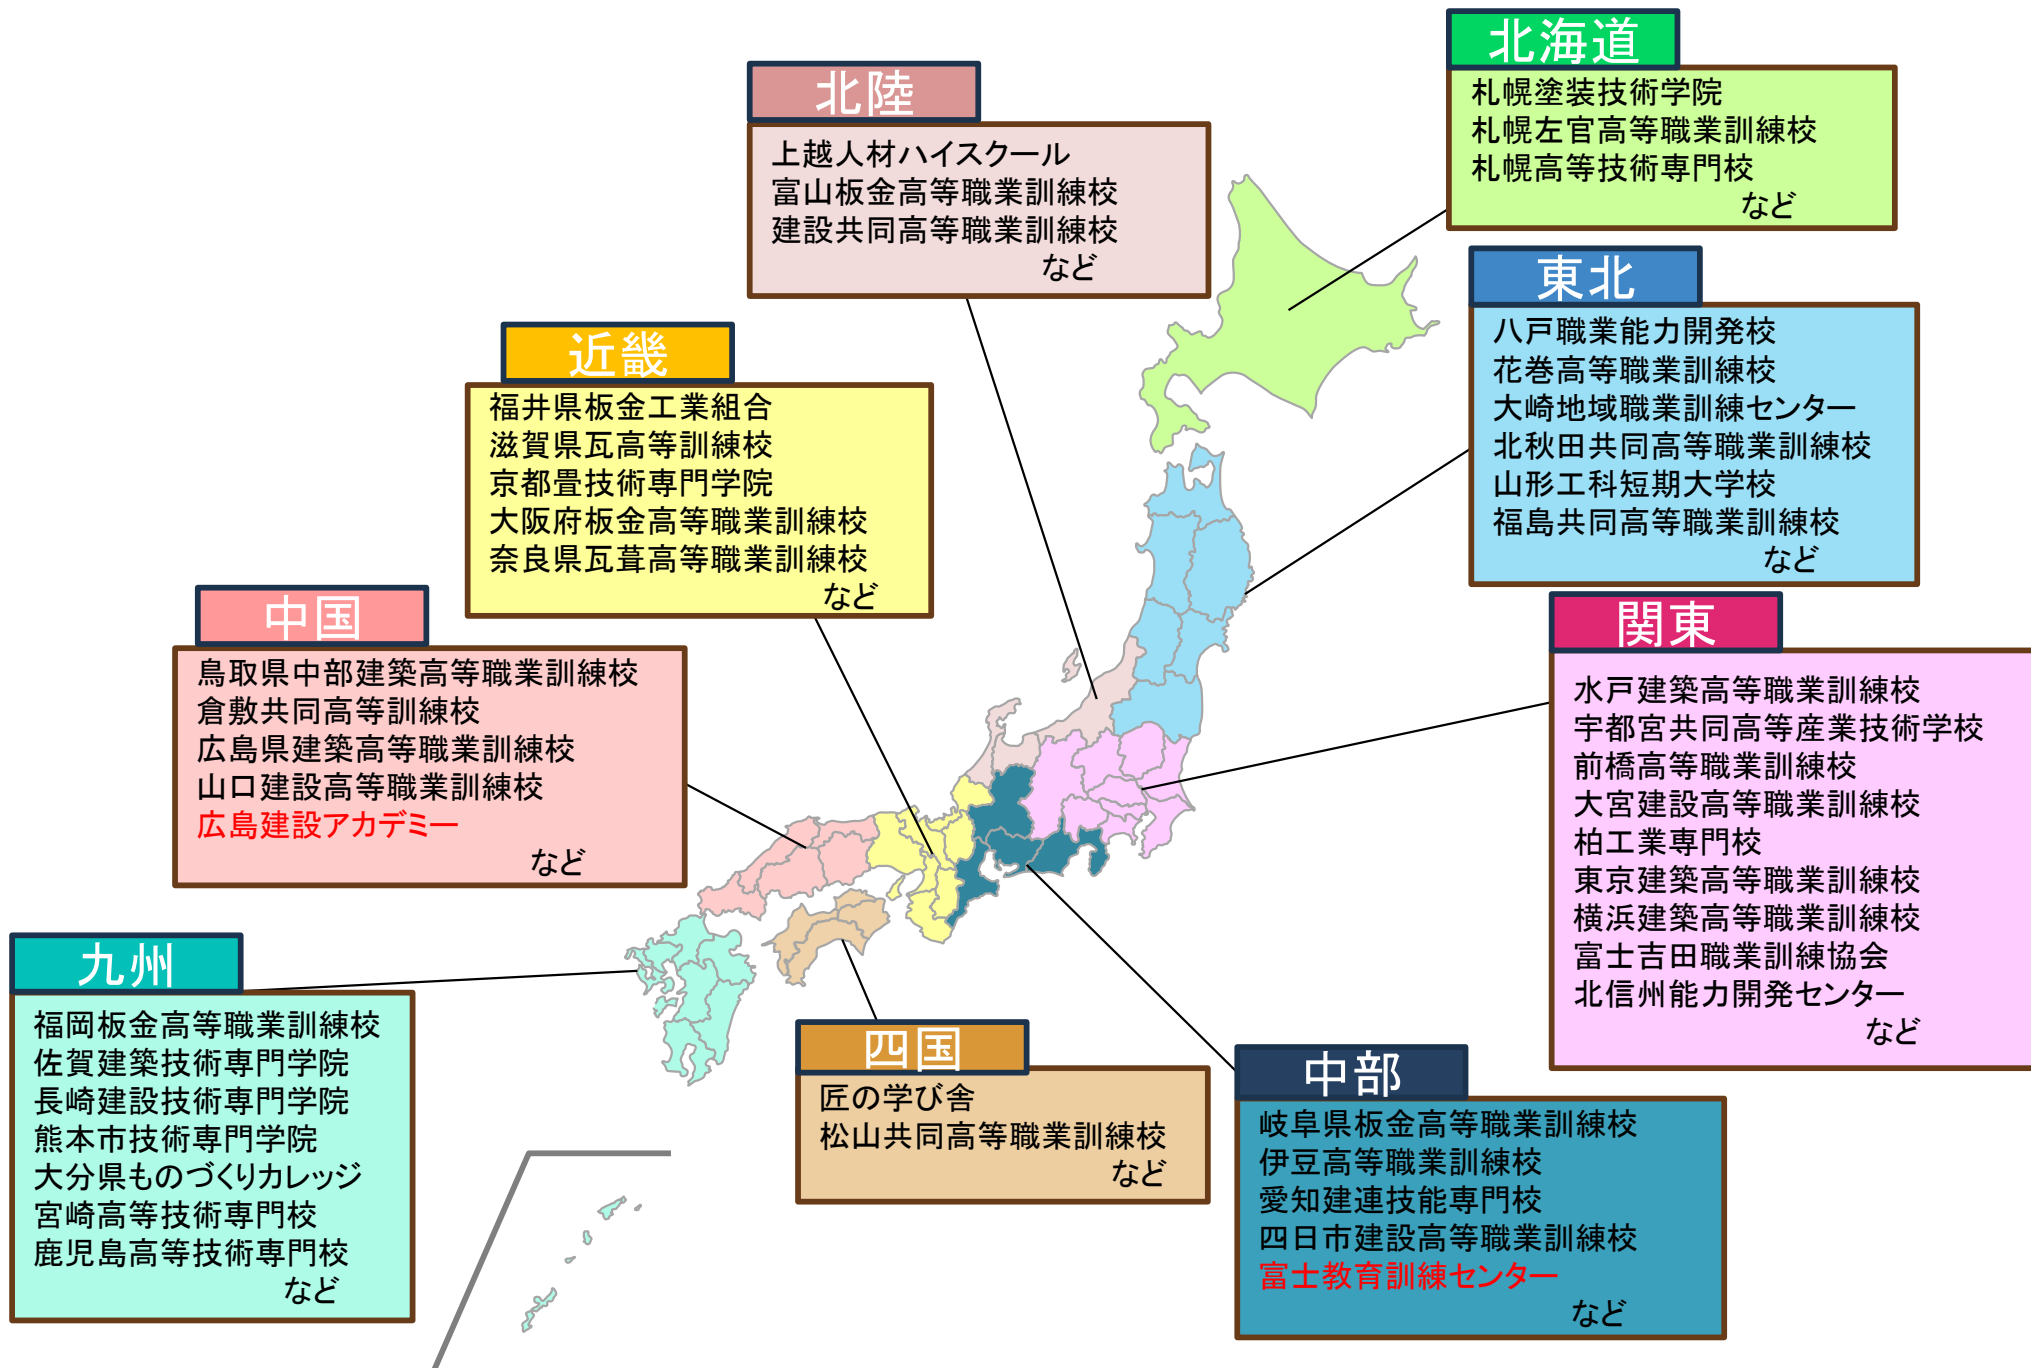 北海道
札幌塗装技術学院
札幌左官高等職業訓練校
札幌高等技術専門校
など
北陸
上越人材ハイスクール
富山板金高等職業訓練校
建設共同高等職業訓練校
など
東北
八戸職業能力開発校
花巻高等職業訓練校
大崎地域職業訓練センター
北秋田共同高等職業訓練校
山形工科短期大学校
福島共同高等職業訓練校
など
近畿
福井県板金工業組合
滋賀県瓦高等訓練校
京都畳技術専門学院
大阪府板金高等職業訓練校
奈良県瓦葺高等職業訓練校
など
中国
鳥取県中部建築高等職業訓練校
倉敷共同高等訓練校
広島県建築高等職業訓練校
山口建設高等職業訓練校
広島建設アカデミー
など
関東
水戸建築高等職業訓練校
宇都宮共同高等産業技術学校
前橋高等職業訓練校
大宮建設高等職業訓練校
柏工業専門校
東京建築高等職業訓練校
横浜建築高等職業訓練校
富士吉田職業訓練協会
北信州能力開発センター
など
九州
福岡板金高等職業訓練校
佐賀建築技術専門学院
長崎建設技術専門学院
熊本市技術専門学院
大分県ものづくりカレッジ
宮崎高等技術専門校
鹿児島高等技術専門校
など
四国
匠の学び舎
松山共同高等職業訓練校
など
中部
岐阜県板金高等職業訓練校
伊豆高等職業訓練校
愛知建連技能専門校
四日市建設高等職業訓練校
富士教育訓練センター
など